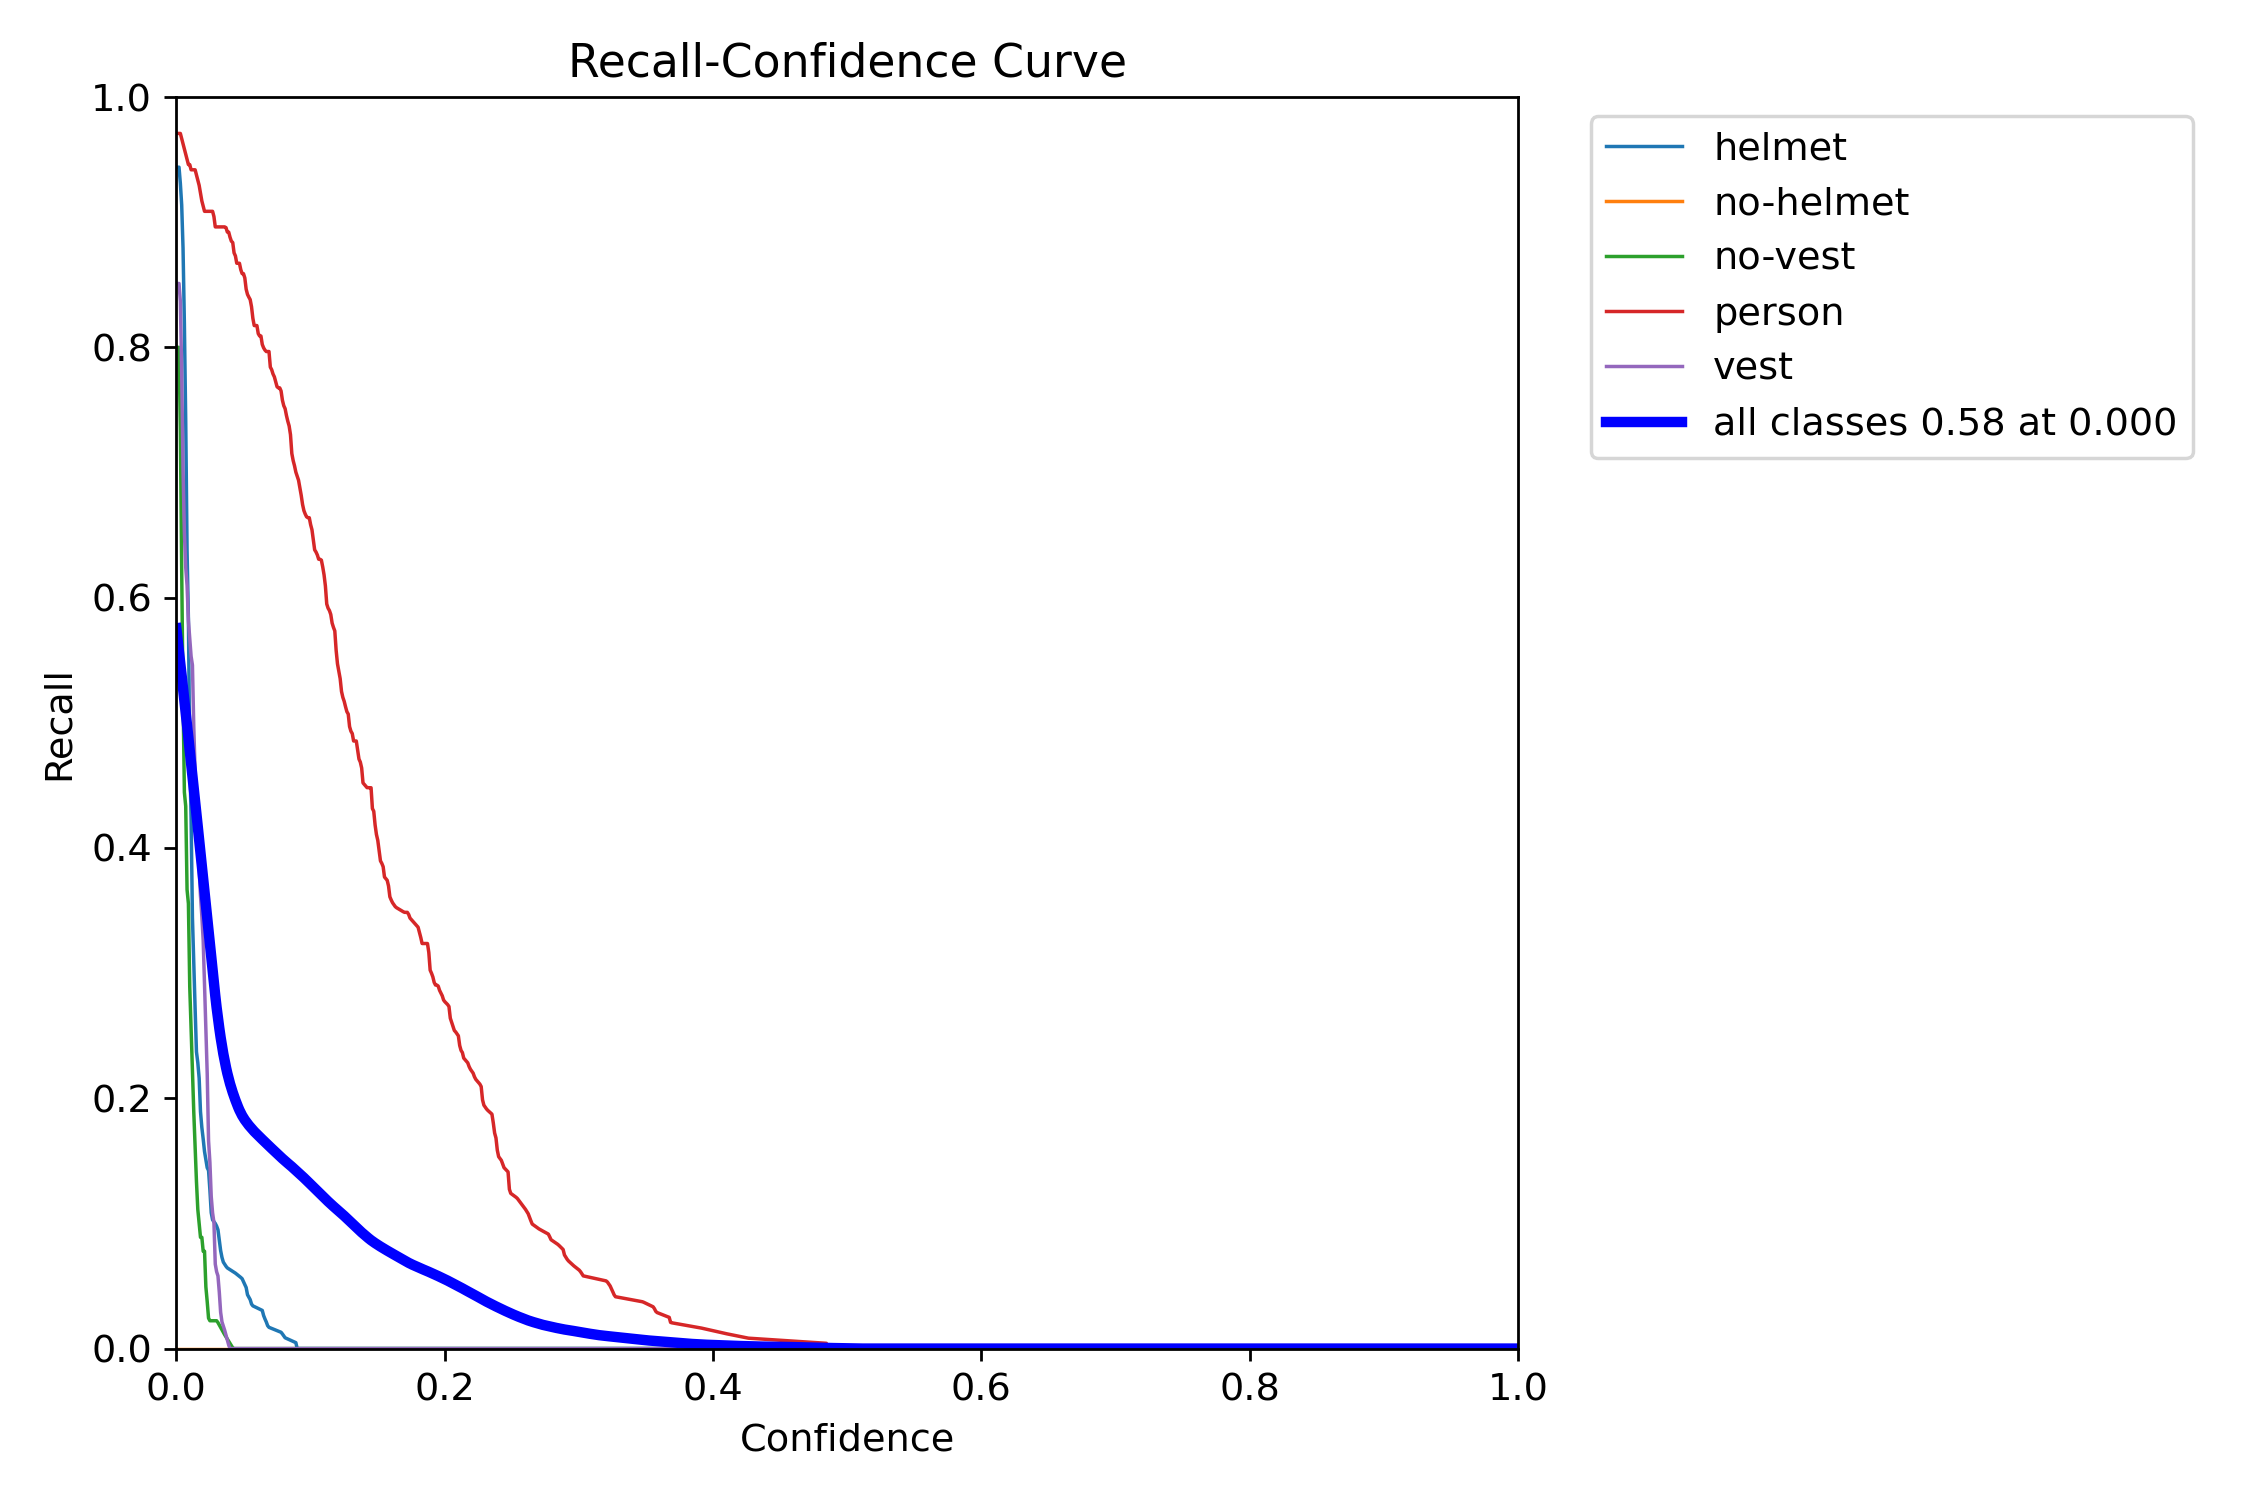 Recall-Confidence Curve
1.0
0.8
0.6
0.4
0.2
0.0
Recall
0.0 0.2 0.4 0.6 0.8 1.0
Confidence
helmet
no-helmet
no-vest
person
vest
all classes 0.58 at 0.000